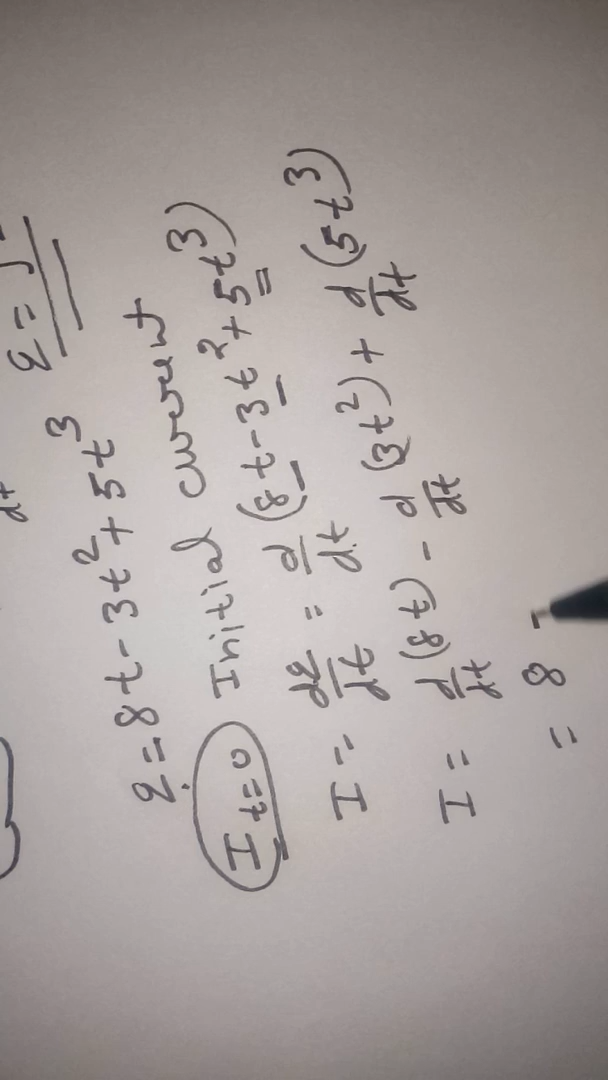 dt
Σ = ∫
q = 8t - 3t² + 5t³
I t=0 Initial current
I = dq/dt = d/dt (8t - 3t² + 5t³)
I = d/dt (8t) - d/dt (3t²) + d/dt (5t³)
= 8 -